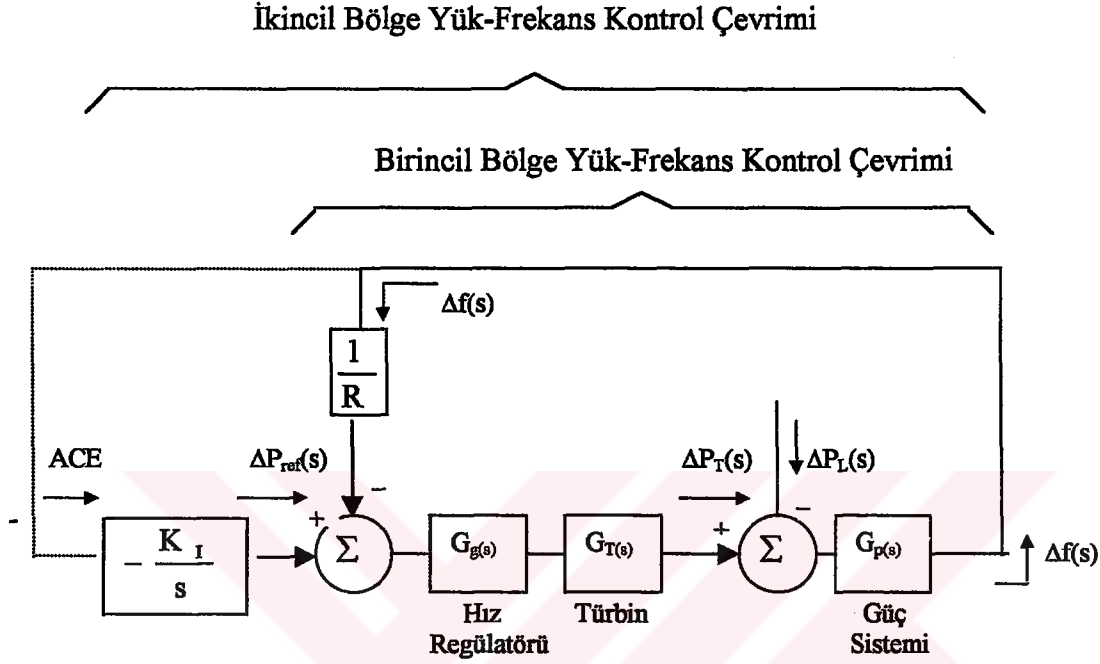 İkincil Bölge Yük-Frekans Kontrol Çevrimi
Birincil Bölge Yük-Frekans Kontrol Çevrimi
Δf(s)
1
R
ACE
ΔPref(s)
ΔPT(s)
ΔPL(s)
-
-
-
+
+
- K I
s
Σ
Gg(s)
GT(s)
Σ
Gp(s)
Δf(s)
Hız
Regülatörü
Türbin
Güç
Sistemi